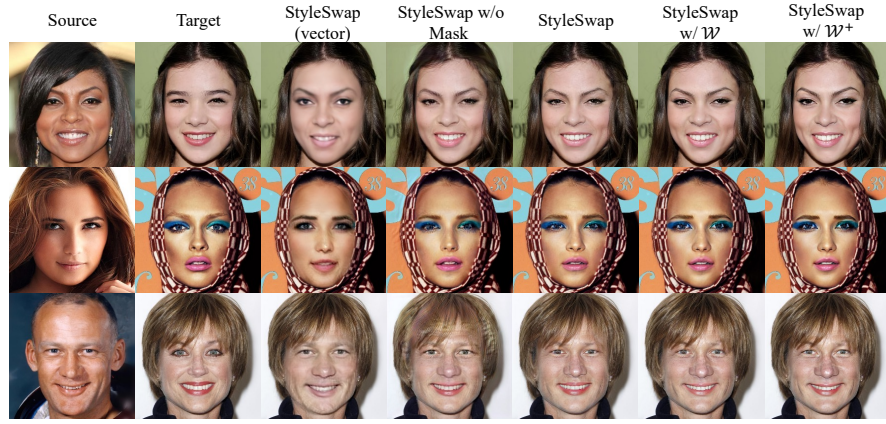 Source
Target
StyleSwap
(vector)
StyleSwap w/o
Mask
StyleSwap
StyleSwap
w/ 𝒲
StyleSwap
w/ 𝒲⁺